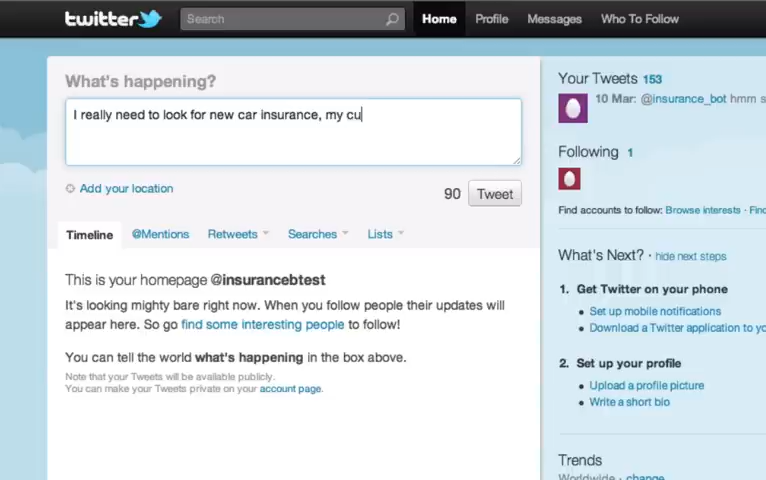 twitter
Search
Home Profile Messages Who To Follow
What's happening?
I really need to look for new car insurance, my cu
Add your location
90 Tweet
Timeline @Mentions Retweets Searches Lists
This is your homepage @insurancebtest
It's looking mighty bare right now. When you follow people their updates will
appear here. So go find some interesting people to follow!
You can tell the world what's happening in the box above.
Note that your Tweets will be available publicly.
You can make your Tweets private on your account page.
Your Tweets 153
10 Mar: @insurance_bot hmm s
Following 1
Find accounts to follow: Browse interests · Fin
What's Next? · hide next steps
1. Get Twitter on your phone
• Set up mobile notifications
• Download a Twitter application to yo
2. Set up your profile
• Upload a profile picture
• Write a short bio
Trends
Worldwide · change